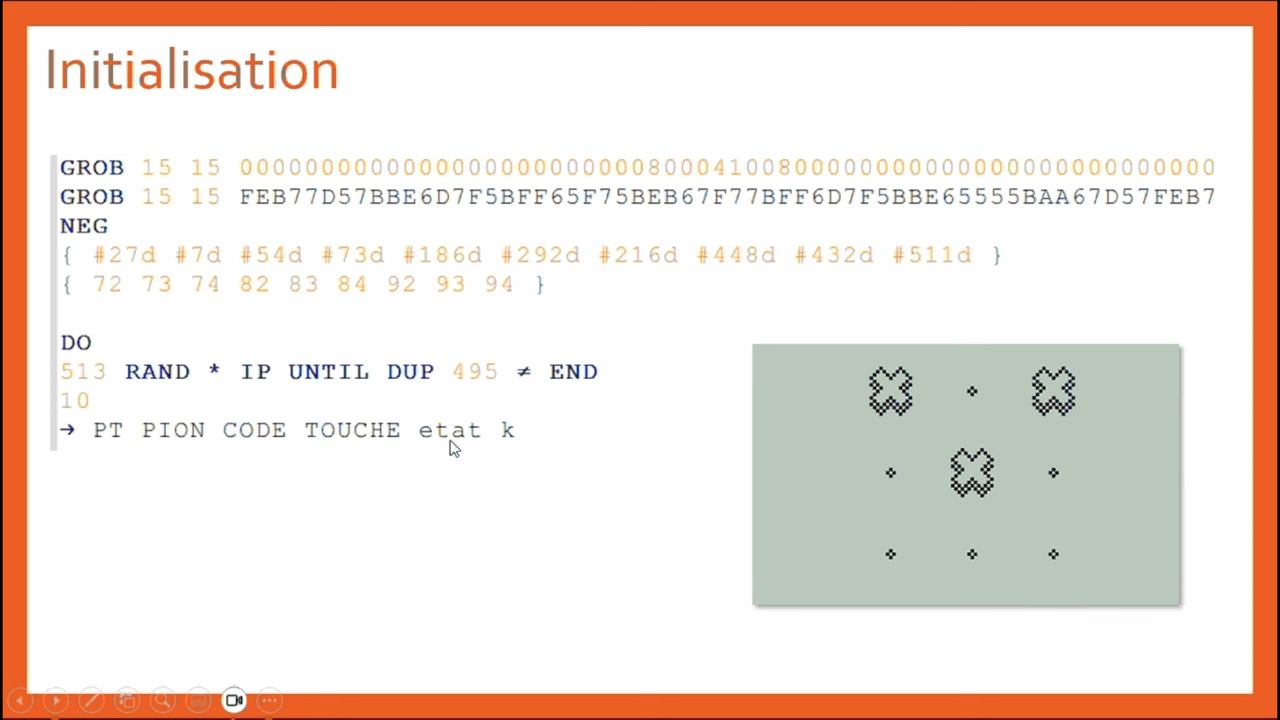 Initialisation
GROB 15 15 000000000000000000000000080004100800000000000000000000000000
GROB 15 15 FEB77D57BBE6D7F5BFF65F75BEB67F77BFF6D7F5BBE65555BAA67D57FEB7
NEG
{ #27d #7d #54d #73d #186d #292d #216d #448d #432d #511d }
{ 72 73 74 82 83 84 92 93 94 }
DO
513 RAND * IP UNTIL DUP 495 ≠ END
10
→ PT PION CODE TOUCHE etat k